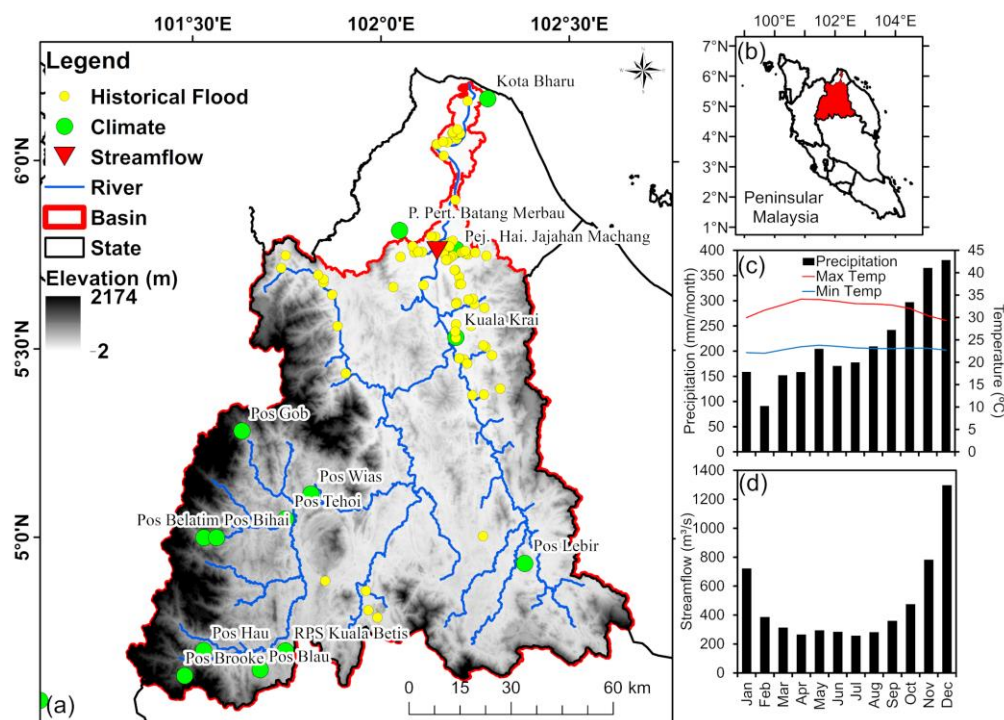 101°30'E 102°0'E 102°30'E
Legend
Historical Flood
Climate
Streamflow
River
Basin
State
Elevation (m)
2174
-2
6°0'N
5°30'N
5°0'N
6°0'N
5°30'N
5°0'N
Kota Bharu
P. Pert. Batang Merbau
Pej. Hai. Jajahan Machang
Kuala Krai
Pos Gob
Pos Wias
Pos Tehoi
Pos Belatim Pos Bihai
Pos Lebir
Pos Hau
RPS Kuala Betis
Pos Brooke
Pos Blau
0 15 30 60 km
(a)
100°E 102°E 104°E
(b)
7°N
6°N
5°N
4°N
3°N
2°N
1°N
Peninsular
Malaysia
(c)
Precipitation
Max Temp
Min Temp
Precipitation (mm/month)
400
350
300
250
200
150
100
50
0
Temperature (°C)
45
40
35
30
25
20
15
10
5
0
(d)
Streamflow (m³/s)
1400
1200
1000
800
600
400
200
0
Jan
Feb
Mar
Apr
May
Jun
Jul
Aug
Sep
Oct
Nov
Dec